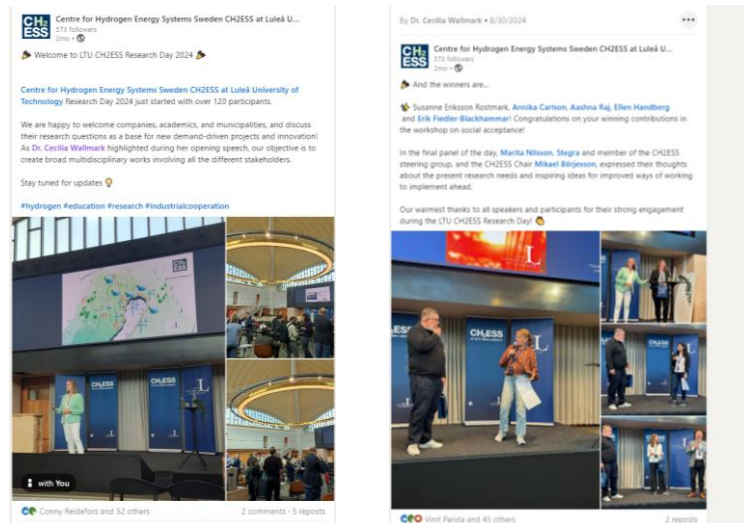 CH2
ESS
Centre for Hydrogen Energy Systems Sweden CH2ESS at Luleå U...
573 followers
2mo •
Welcome to LTU CH2ESS Research Day 2024
Centre for Hydrogen Energy Systems Sweden CH2ESS at Luleå University of
Technology Research Day 2024 just started with over 120 participants.
We are happy to welcome companies, academics, and municipalities, and discuss
their research questions as a base for new demand-driven projects and innovation!
As Dr. Cecilia Wallmark highlighted during her opening speech, our objective is to
create broad multidisciplinary works involving all the different stakeholders.
Stay tuned for updates
#hydrogen #education #research #industrialcooperation
CH2ESS
CH2ESS
L
with You
Conny Reidefors and 52 others
2 comments • 5 reposts
By Dr. Cecilia Wallmark • 8/30/2024
CH2
ESS
Centre for Hydrogen Energy Systems Sweden CH2ESS at Luleå U...
573 followers
2mo •
And the winners are...
Susanne Eriksson Rostmark, Annika Carlson, Aashna Raj, Ellen Handberg
and Erik Fiedler-Blackhammar! Congratulations on your winning contributions in
the workshop on social acceptance!
In the final panel of the day, Marita Nilsson, Stegra and member of the CH2ESS
steering group, and the CH2ESS Chair Mikael Börjesson, expressed their thoughts
about the present research needs and inspiring ideas for improved ways of working
to implement ahead.
Our warmest thanks to all speakers and participants for their strong engagement
during the LTU CH2ESS Research Day!
CH2ESS
L
Vinit Parida and 45 others
2 reposts